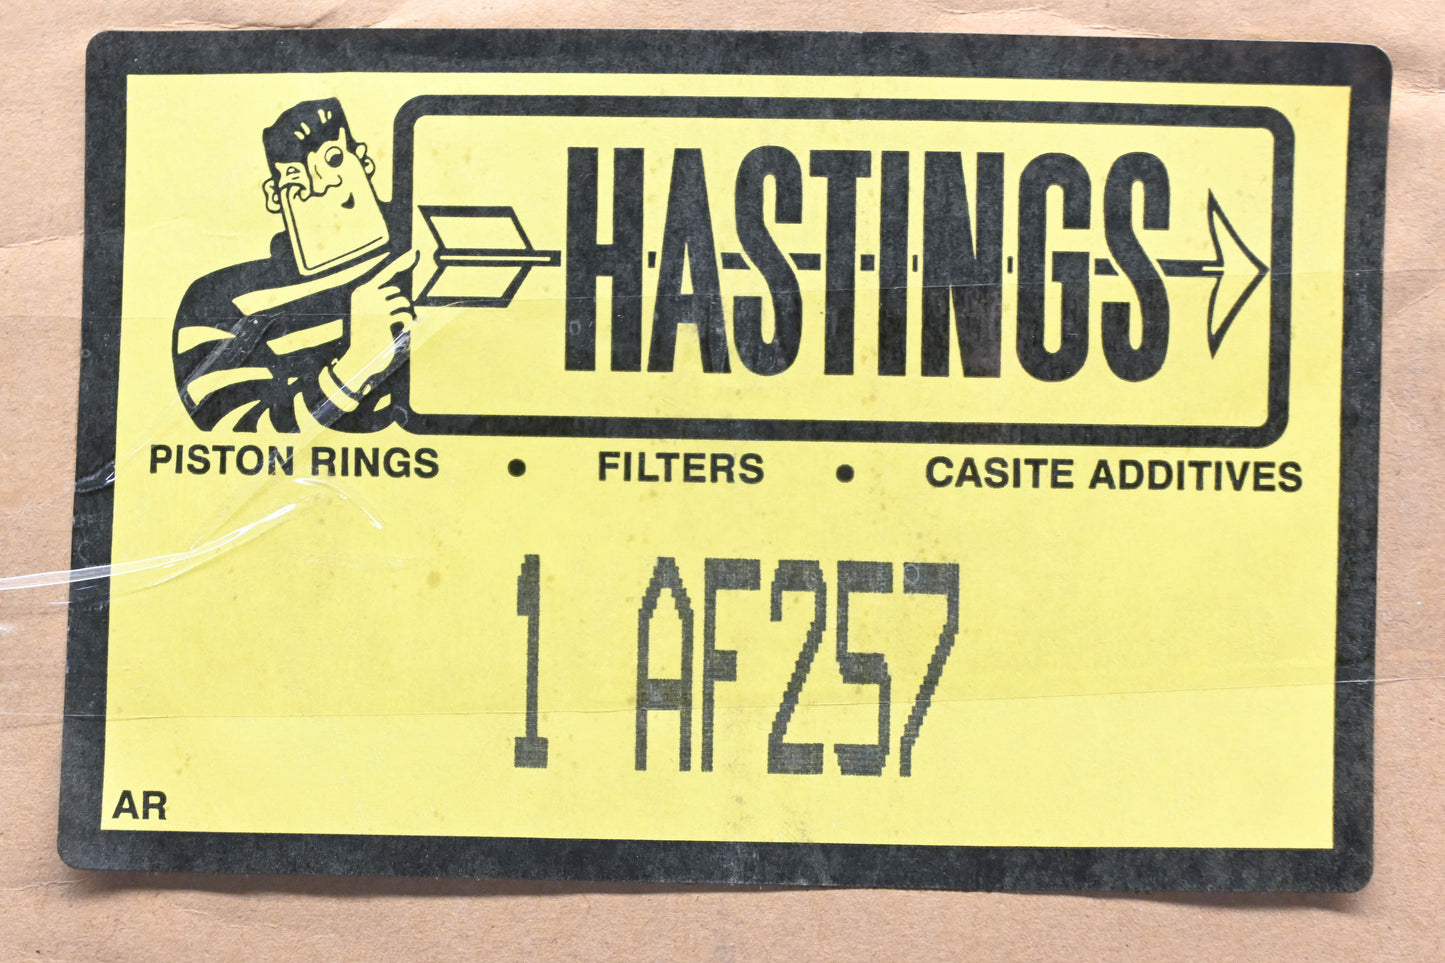 HASTINGS
PISTON RINGS • FILTERS • CASITE ADDITIVES
1 AF257
AR